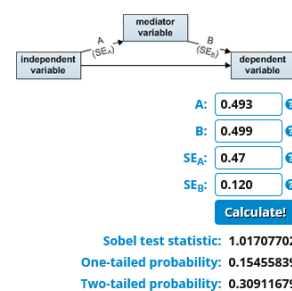 mediator
variable
A
(SEA)
B
(SEB)
independent
variable
dependent
variable
A: 0.493
B: 0.499
SEA: 0.47
SEB: 0.120
Calculate!
Sobel test statistic: 1.0170770
One-tailed probability: 0.1545583
Two-tailed probability: 0.3091167